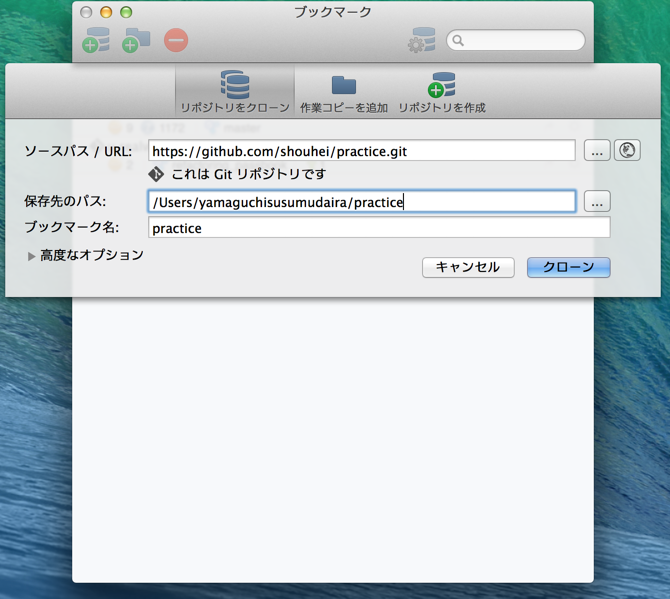 ブックマーク
リポジトリをクローン 作業コピーを追加 リポジトリを作成
ソースパス / URL: https://github.com/shouhei/practice.git ...
これは Git リポジトリです
保存先のパス: /Users/yamaguchisusumudaira/practice ...
ブックマーク名: practice
高度なオプション
キャンセル クローン